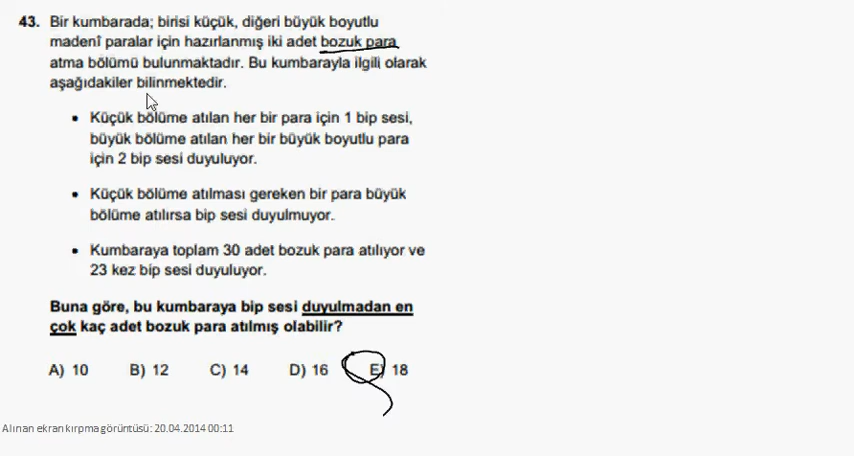 43. Bir kumbarada; birisi küçük, diğeri büyük boyutlu
madenî paralar için hazırlanmış iki adet bozuk para
atma bölümü bulunmaktadır. Bu kumbarayla ilgili olarak
aşağıdakiler bilinmektedir.
• Küçük bölüme atılan her bir para için 1 bip sesi,
büyük bölüme atılan her bir büyük boyutlu para
için 2 bip sesi duyuluyor.
• Küçük bölüme atılması gereken bir para büyük
bölüme atılırsa bip sesi duyulmuyor.
• Kumbaraya toplam 30 adet bozuk para atılıyor ve
23 kez bip sesi duyuluyor.
Buna göre, bu kumbaraya bip sesi duyulmadan en
çok kaç adet bozuk para atılmış olabilir?
A) 10 B) 12 C) 14 D) 16 E) 18
Alınan ekran kırpma görüntüsü: 20.04.2014 00:11